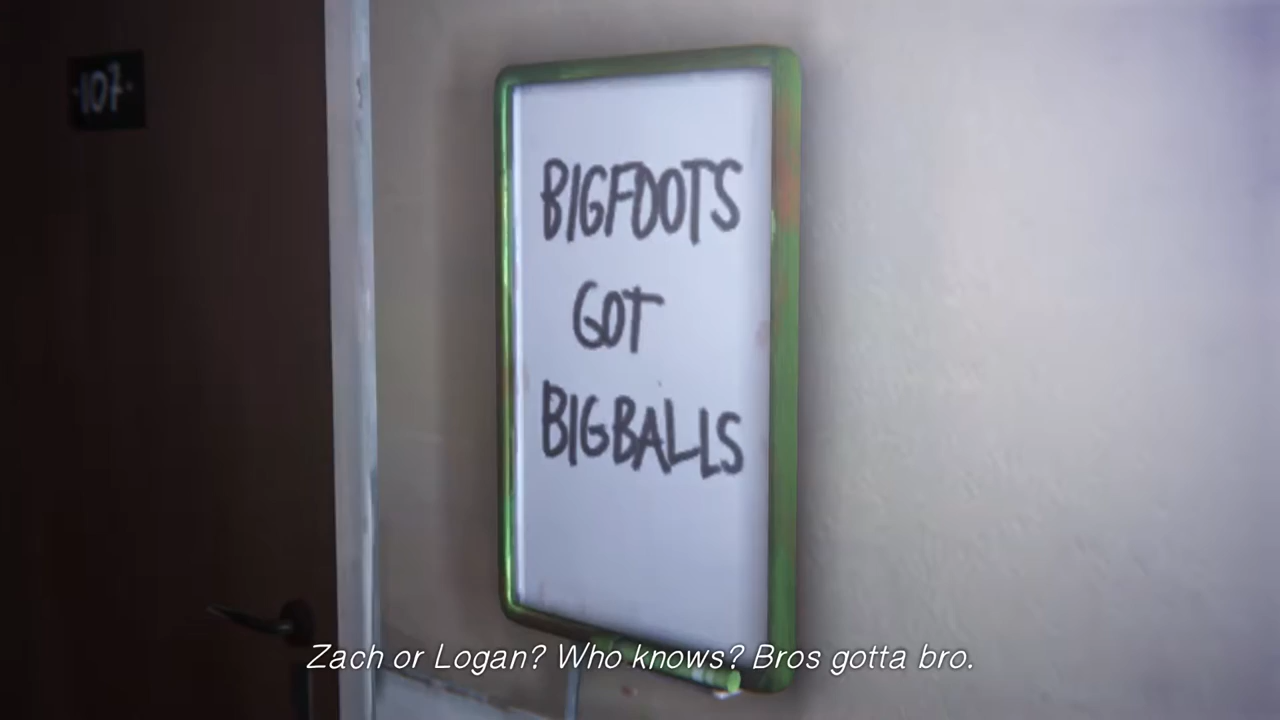 ·107·
BIGFOOTS
GOT
BIGBALLS
Zach or Logan? Who knows? Bros gotta bro.